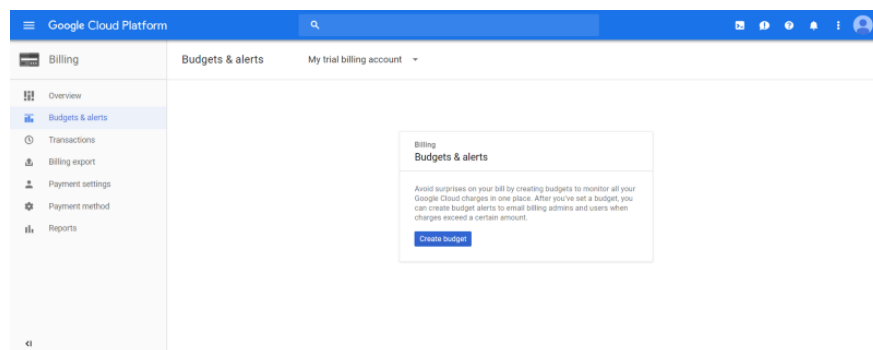 Google Cloud Platform
Billing
Budgets & alerts
My trial billing account
Overview
Budgets & alerts
Transactions
Billing export
Payment settings
Payment method
Reports
Billing
Budgets & alerts
Avoid surprises on your bill by creating budgets to monitor all your
Google Cloud charges in one place. After you've set a budget, you
can create budget alerts to email billing admins and users when
charges exceed a certain amount.
Create budget